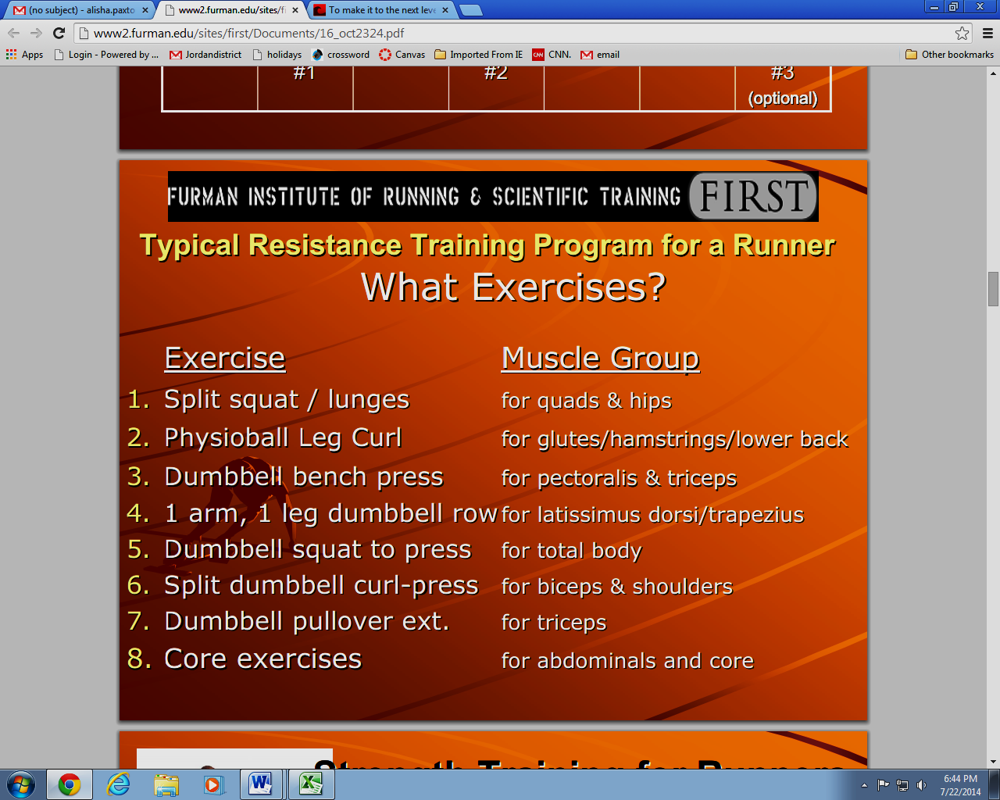 (no subject) - alisha.paxto
www2.furman.edu/sites/fi
To make it to the next leve
www2.furman.edu/sites/first/Documents/16_oct2324.pdf
Apps Login - Powered by ... Jordandistrict holidays crossword Canvas Imported From IE CNN. email Other bookmarks
#1 #2 #3
(optional)
FURMAN INSTITUTE OF RUNNING & SCIENTIFIC TRAINING FIRST
Typical Resistance Training Program for a Runner
What Exercises?
Exercise Muscle Group
1. Split squat / lunges for quads & hips
2. Physioball Leg Curl for glutes/hamstrings/lower back
3. Dumbbell bench press for pectoralis & triceps
4. 1 arm, 1 leg dumbbell row for latissimus dorsi/trapezius
5. Dumbbell squat to press for total body
6. Split dumbbell curl-press for biceps & shoulders
7. Dumbbell pullover ext. for triceps
8. Core exercises for abdominals and core
Strength Training for Runners
6:44 PM
7/22/2014